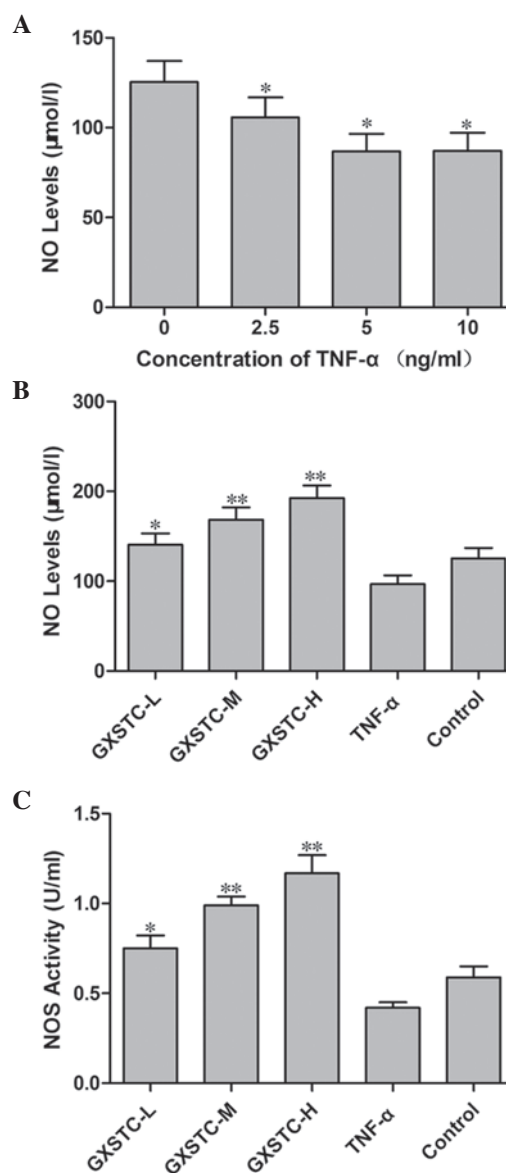 A
NO Levels (μmol/l)
150
100
50
0
*
*
*
0 2.5 5 10
Concentration of TNF-α （ng/ml）
B
NO Levels (μmol/l)
300
200
100
0
*
**
**
GXSTC-L GXSTC-M GXSTC-H TNF-α Control
C
NOS Activity (U/ml)
1.5
1.0
0.5
0.0
*
**
**
GXSTC-L GXSTC-M GXSTC-H TNF-α Control